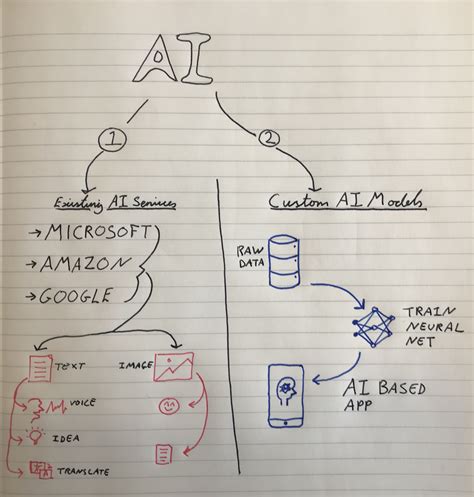 AI
1
2
Existing AI Services
Custom AI Models
→ MICROSOFT
→ AMAZON
→ GOOGLE
TEXT
IMAGE
VOICE
IDEA
TRANSLATE
RAW
DATA
TRAIN
NEURAL
NET
AI BASED
APP